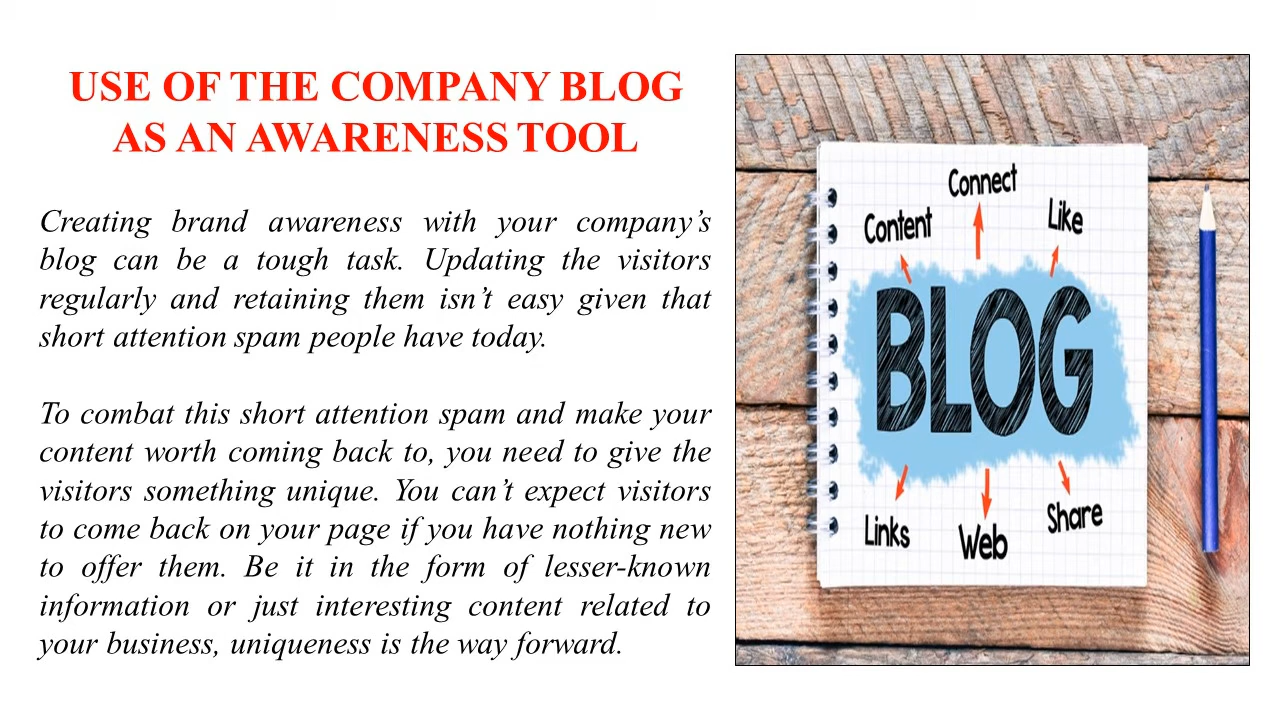 USE OF THE COMPANY BLOG
AS AN AWARENESS TOOL
Creating brand awareness with your company’s
blog can be a tough task. Updating the visitors
regularly and retaining them isn’t easy given that
short attention spam people have today.
To combat this short attention spam and make your
content worth coming back to, you need to give the
visitors something unique. You can’t expect visitors
to come back on your page if you have nothing new
to offer them. Be it in the form of lesser-known
information or just interesting content related to
your business, uniqueness is the way forward.
Connect
Content
Like
BLOG
Links
Web
Share